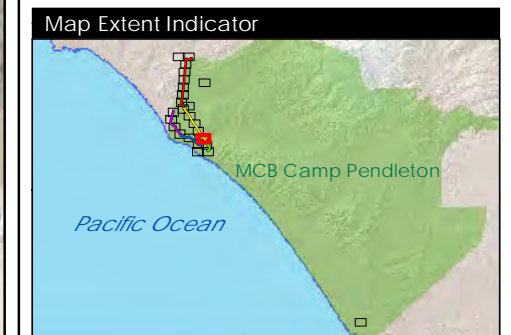 Map Extent Indicator
MCB Camp Pendleton
Pacific Ocean